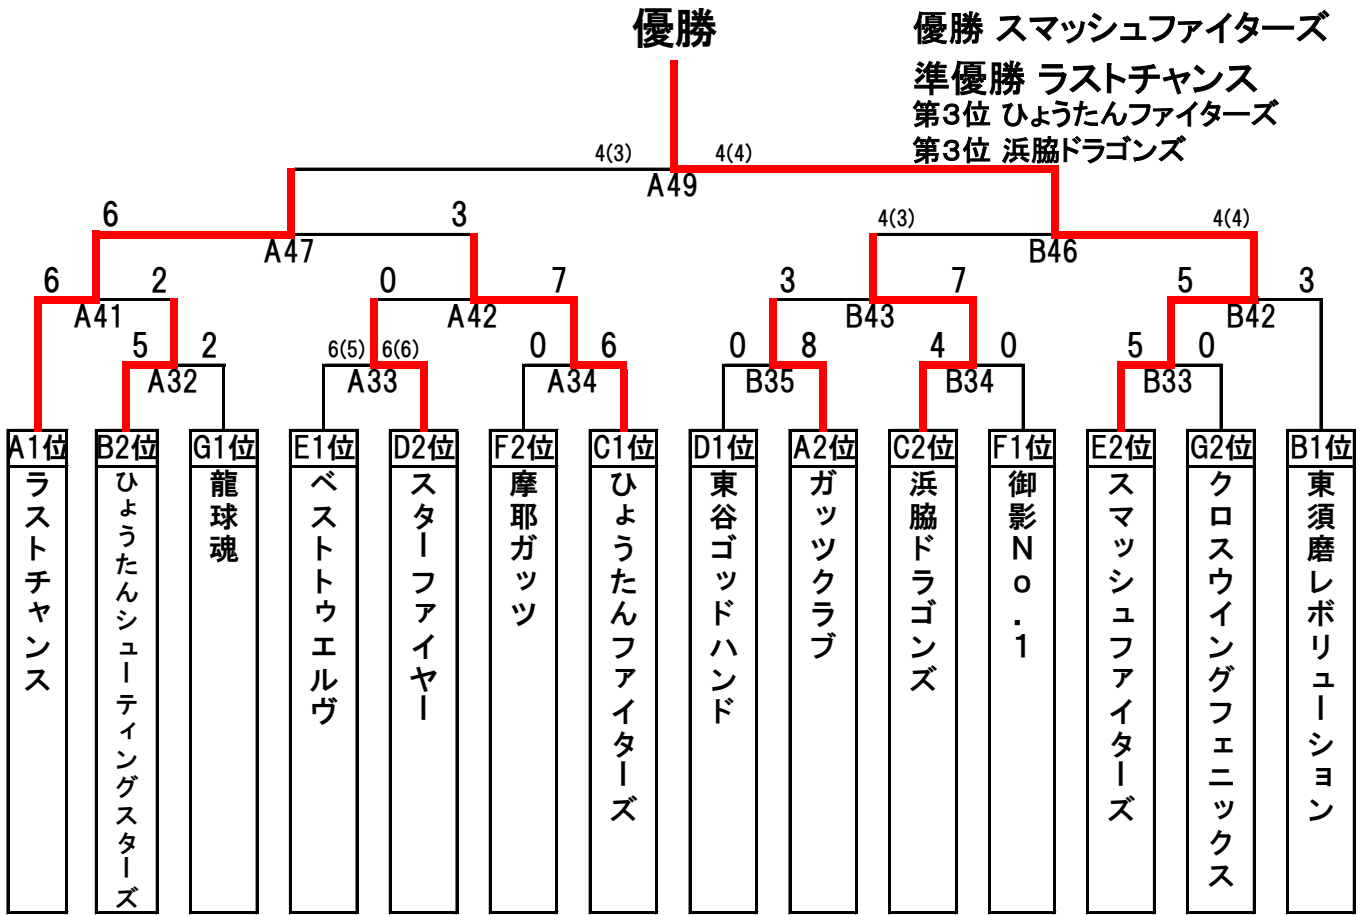 優勝
優勝 スマッシュファイターズ
準優勝 ラストチャンス
第3位 ひょうたんファイターズ
第3位 浜脇ドラゴンズ
4(3) 4(4)
A49
6 3 4(3) 4(4)
A47 B46
6 2 0 7 3 7 5 3
A41 A42 B43 B42
5 2 6(5) 6(6) 0 6 0 8 4 0 5 0
A32 A33 A34 B35 B34 B33
A1位 B2位 G1位 E1位 D2位 F2位 C1位 D1位 A2位 C2位 F1位 E2位 G2位 B1位
ラストチャンス
ひょうたんシューティングスターズ
龍球魂
ベストトゥエルヴ
スターファイヤー
摩耶ガッツ
ひょうたんファイターズ
東谷ゴッドハンド
ガッツクラブ
浜脇ドラゴンズ
御影No.1
スマッシュファイターズ
クロスウイングフェニックス
東須磨レボリューション